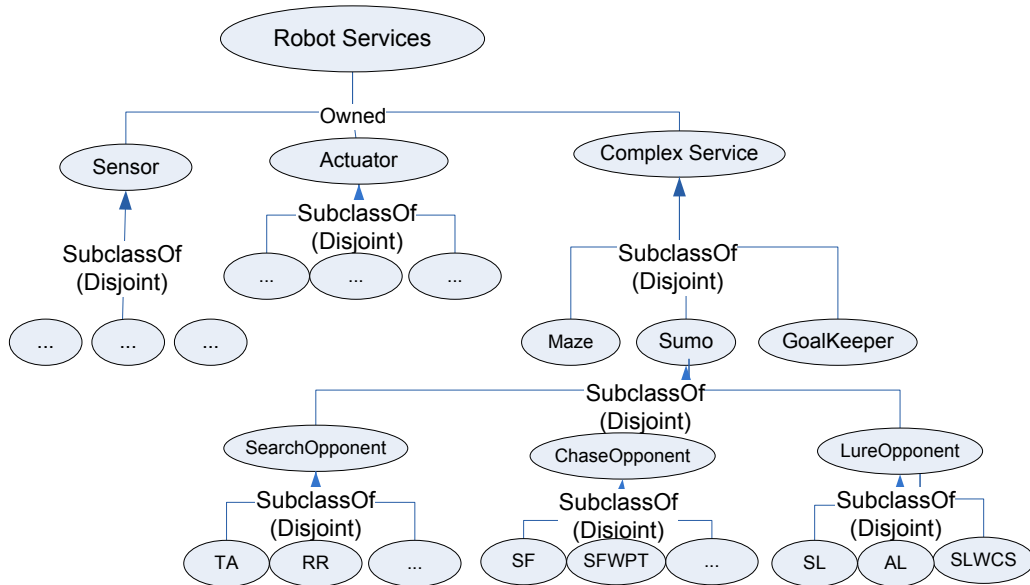 Robot Services
Owned
Sensor
Actuator
Complex Service
SubclassOf
(Disjoint)
SubclassOf
(Disjoint)
SubclassOf
(Disjoint)
...
...
...
...
...
...
Maze
Sumo
GoalKeeper
SubclassOf
(Disjoint)
SearchOpponent
ChaseOpponent
LureOpponent
SubclassOf
(Disjoint)
SubclassOf
(Disjoint)
SubclassOf
(Disjoint)
TA
RR
...
SF
SFWPT
...
SL
AL
SLWCS